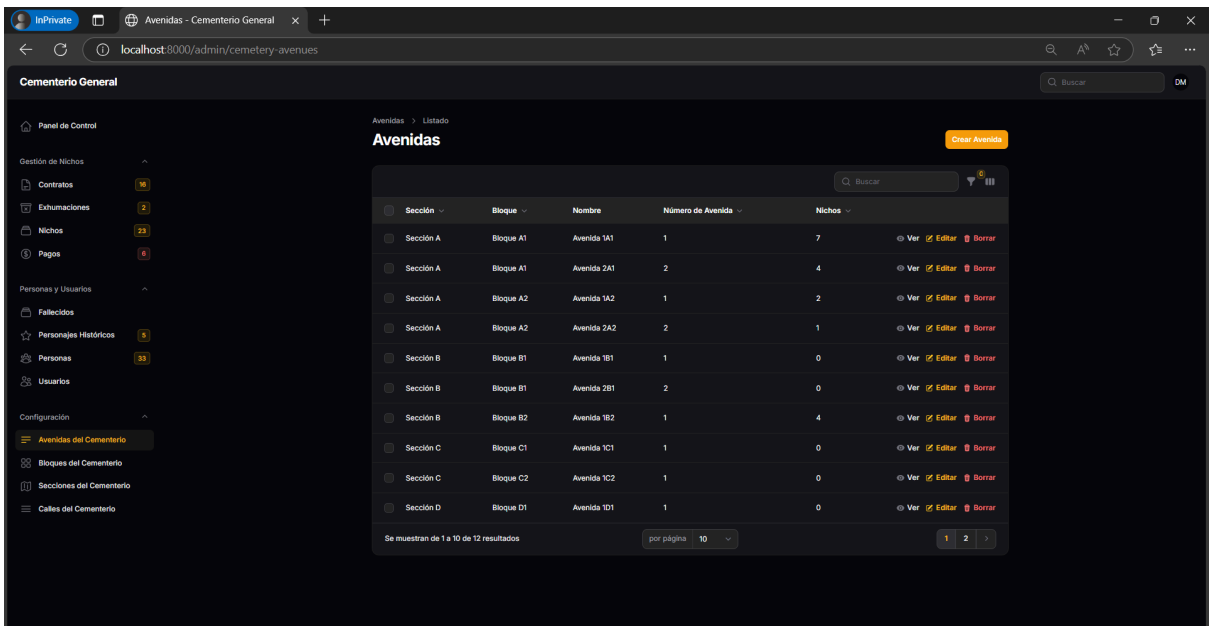 InPrivate
Avenidas - Cementerio General
localhost:8000/admin/cemetery-avenues
Cementerio General
Buscar
DM
Panel de Control
Gestión de Nichos
Contratos 16
Exhumaciones 2
Nichos 23
Pagos 6
Personas y Usuarios
Fallecidos
Personajes Históricos 5
Personas 33
Usuarios
Configuración
Avenidas del Cementerio
Bloques del Cementerio
Secciones del Cementerio
Calles del Cementerio
Avenidas > Listado
Avenidas
Crear Avenida
Buscar
0
Sección Bloque Nombre Número de Avenida Nichos
Sección A Bloque A1 Avenida 1A1 1 7 Ver Editar Borrar
Sección A Bloque A1 Avenida 2A1 2 4 Ver Editar Borrar
Sección A Bloque A2 Avenida 1A2 1 2 Ver Editar Borrar
Sección A Bloque A2 Avenida 2A2 2 1 Ver Editar Borrar
Sección B Bloque B1 Avenida 1B1 1 0 Ver Editar Borrar
Sección B Bloque B1 Avenida 2B1 2 0 Ver Editar Borrar
Sección B Bloque B2 Avenida 1B2 1 4 Ver Editar Borrar
Sección C Bloque C1 Avenida 1C1 1 0 Ver Editar Borrar
Sección C Bloque C2 Avenida 1C2 1 0 Ver Editar Borrar
Sección D Bloque D1 Avenida 1D1 1 0 Ver Editar Borrar
Se muestran de 1 a 10 de 12 resultados
por página 10
1 2